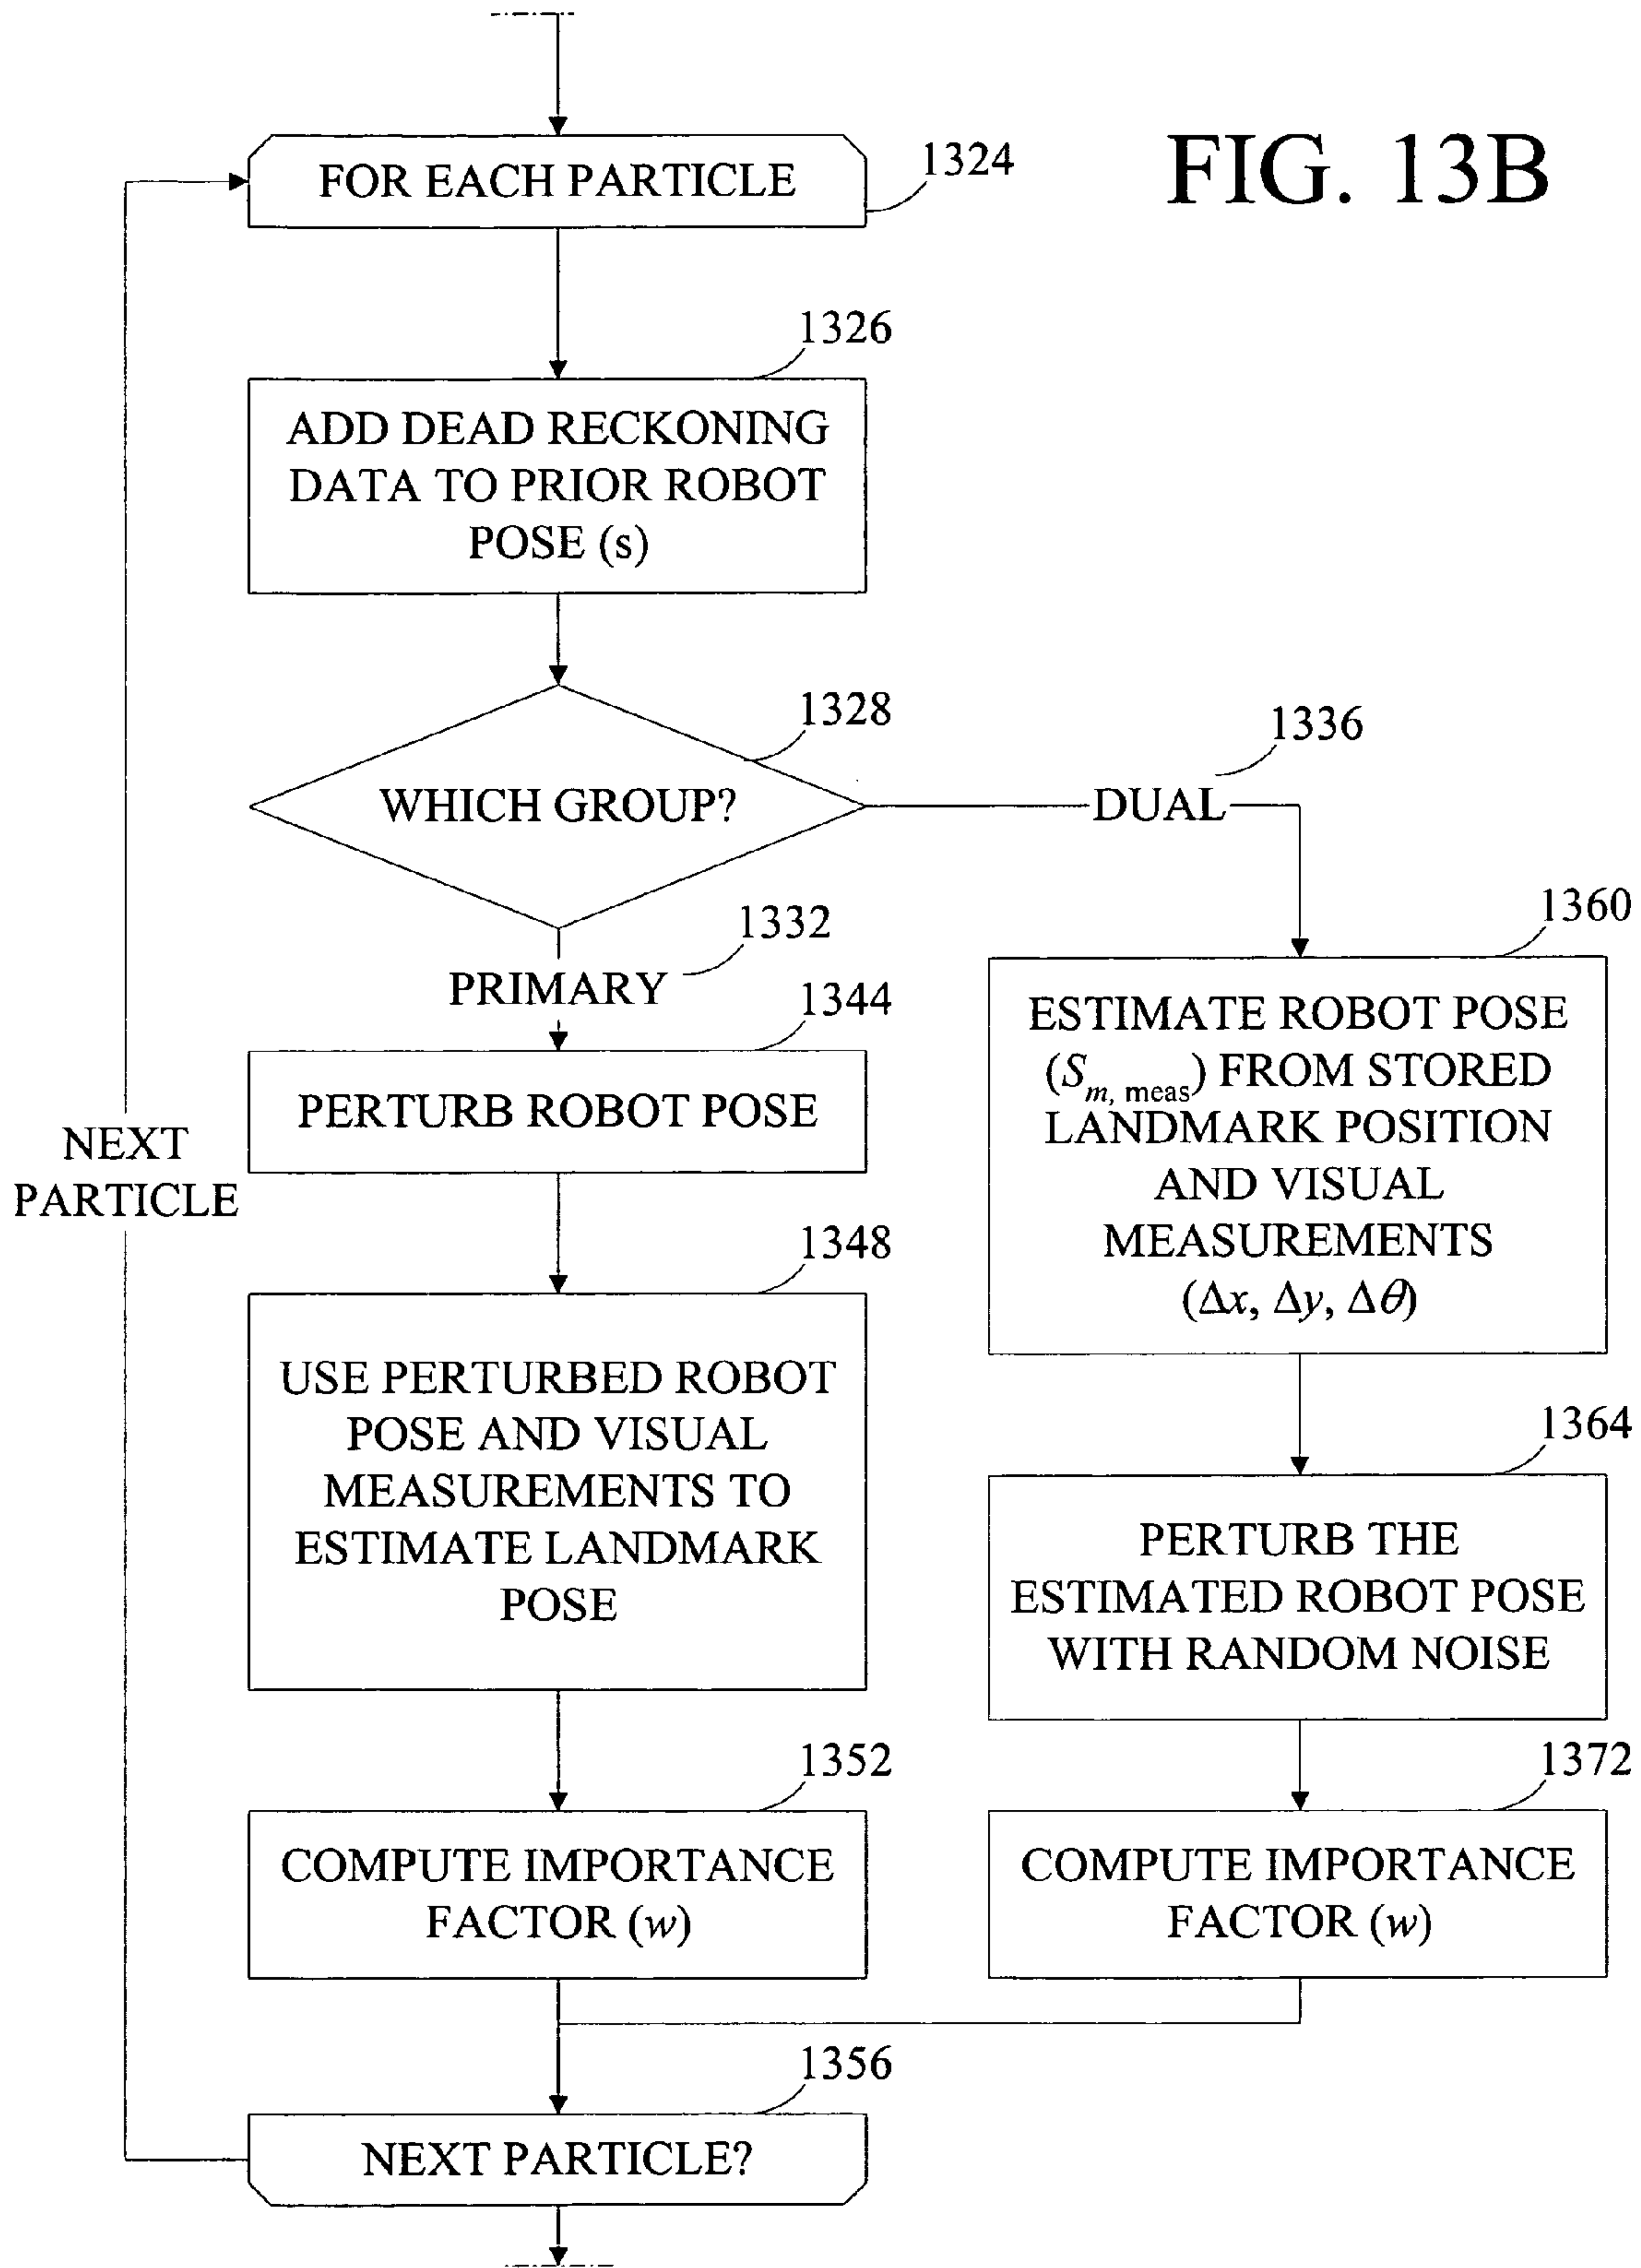 FIG. 13B
FOR EACH PARTICLE
1324
1326
ADD DEAD RECKONING
DATA TO PRIOR ROBOT
POSE (s)
1328
WHICH GROUP?
1336
DUAL
1332
PRIMARY
1344
PERTURB ROBOT POSE
NEXT
PARTICLE
1348
USE PERTURBED ROBOT
POSE AND VISUAL
MEASUREMENTS TO
ESTIMATE LANDMARK
POSE
1352
COMPUTE IMPORTANCE
FACTOR (w)
1360
ESTIMATE ROBOT POSE
(S_m, meas) FROM STORED
LANDMARK POSITION
AND VISUAL
MEASUREMENTS
(Δx, Δy, Δθ)
1364
PERTURB THE
ESTIMATED ROBOT POSE
WITH RANDOM NOISE
1372
COMPUTE IMPORTANCE
FACTOR (w)
1356
NEXT PARTICLE?